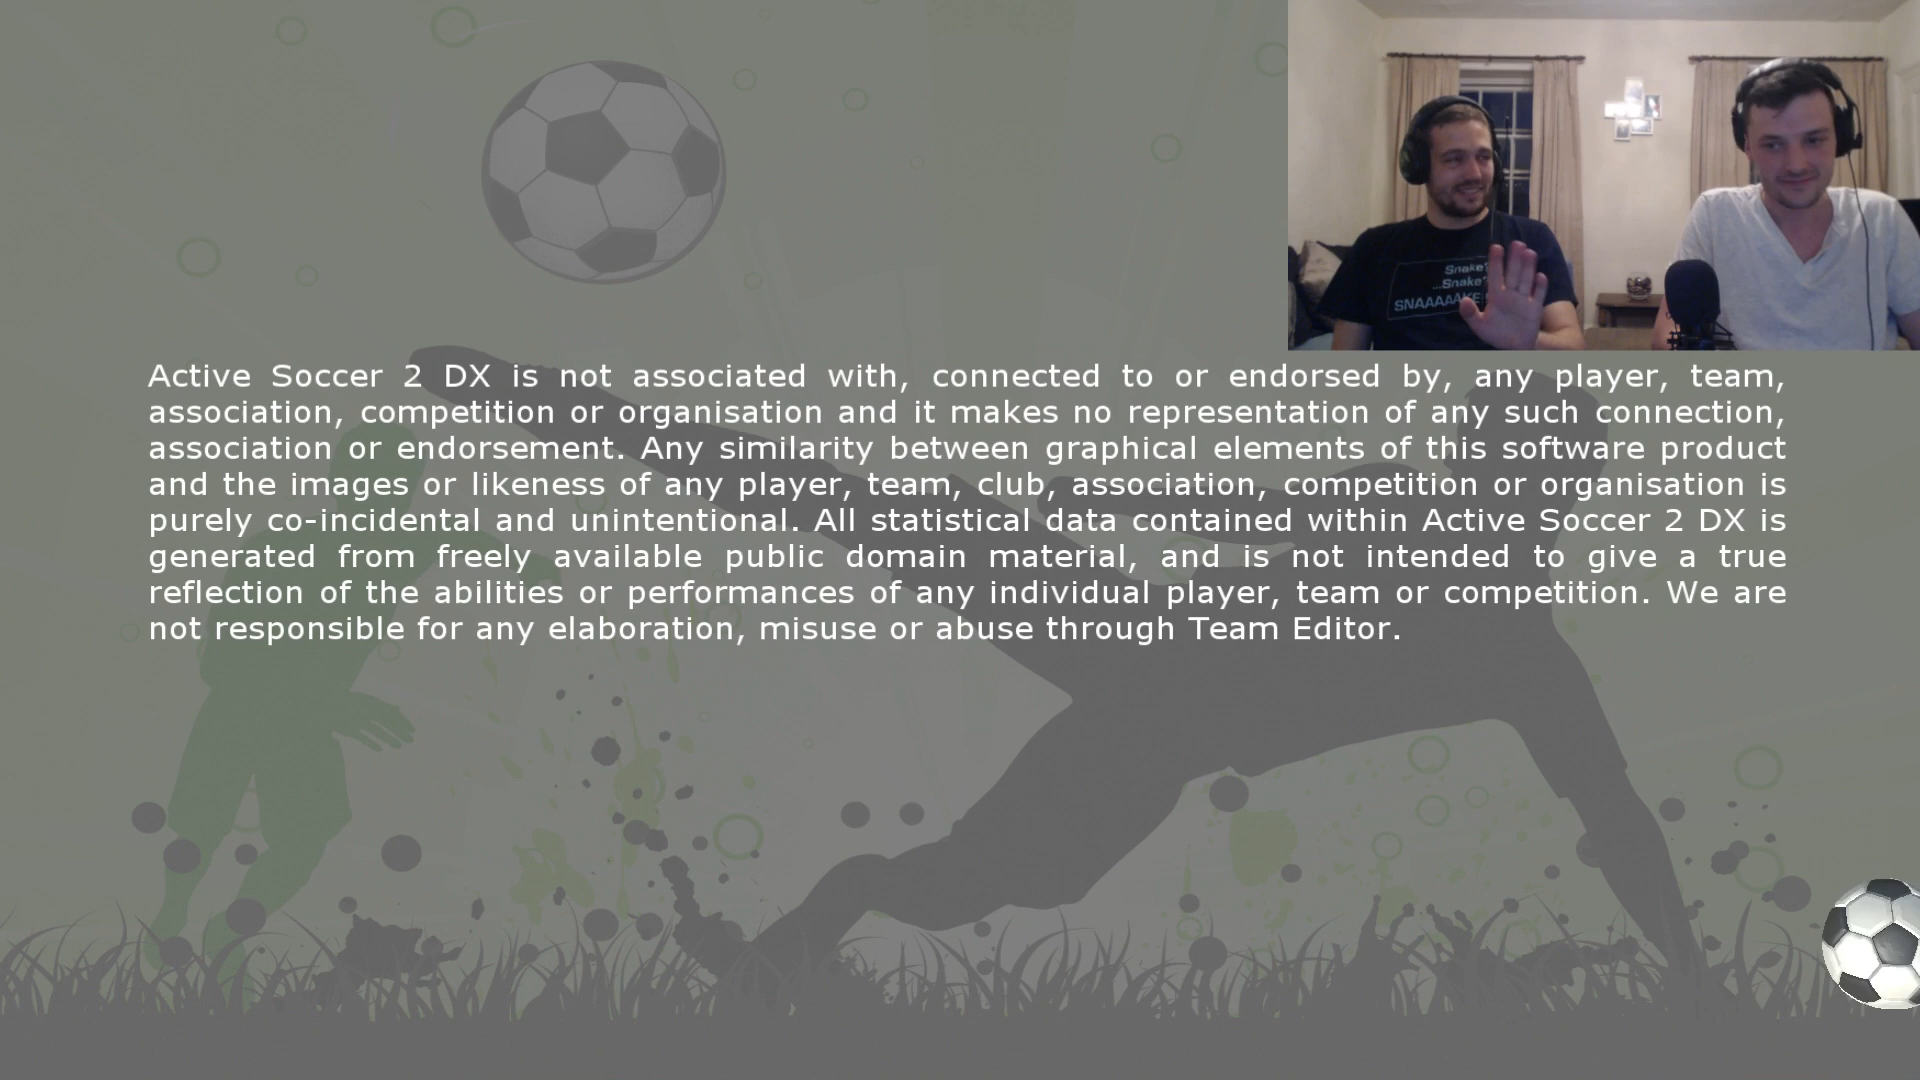 Snake?
...Snake?
SNAAAAAKE
Active Soccer 2 DX is not associated with, connected to or endorsed by, any player, team,
association, competition or organisation and it makes no representation of any such connection,
association or endorsement. Any similarity between graphical elements of this software product
and the images or likeness of any player, team, club, association, competition or organisation is
purely co-incidental and unintentional. All statistical data contained within Active Soccer 2 DX is
generated from freely available public domain material, and is not intended to give a true
reflection of the abilities or performances of any individual player, team or competition. We are
not responsible for any elaboration, misuse or abuse through Team Editor.